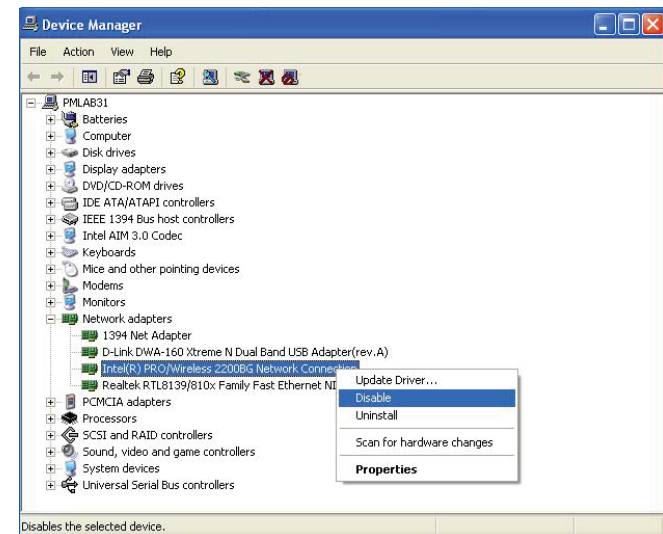 Device Manager
File Action View Help
PMLAB31
Batteries
Computer
Disk drives
Display adapters
DVD/CD-ROM drives
IDE ATA/ATAPI controllers
IEEE 1394 Bus host controllers
Intel AIM 3.0 Codec
Keyboards
Mice and other pointing devices
Modems
Monitors
Network adapters
1394 Net Adapter
D-Link DWA-160 Xtreme N Dual Band USB Adapter(rev.A)
Intel(R) PRO/Wireless 2200BG Network Connection
Realtek RTL8139/810x Family Fast Ethernet NI
PCMCIA adapters
Processors
SCSI and RAID controllers
Sound, video and game controllers
System devices
Universal Serial Bus controllers
Update Driver...
Disable
Uninstall
Scan for hardware changes
Properties
Disables the selected device.